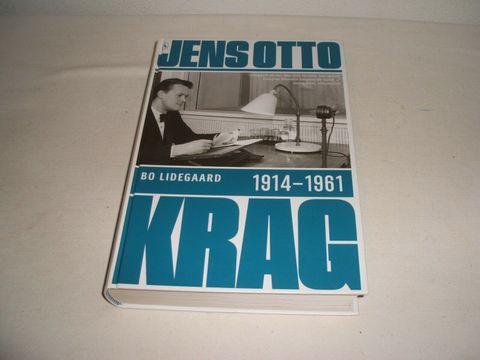 JENS OTTO
BO LIDEGAARD
1914–1961
KRAG